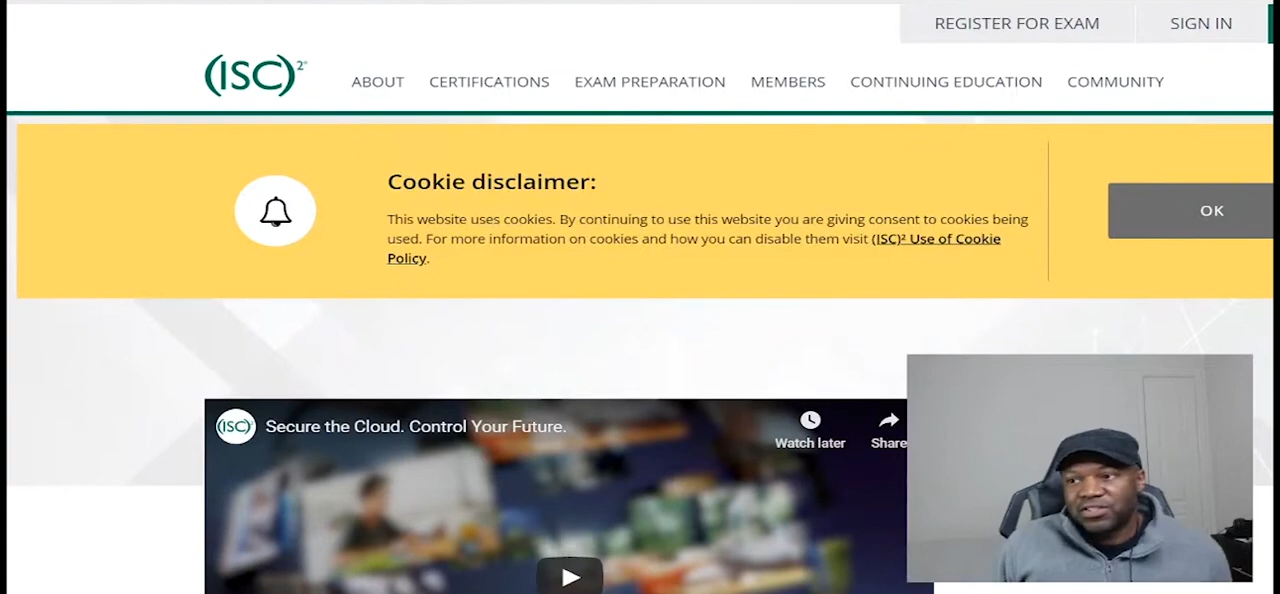 REGISTER FOR EXAM
SIGN IN
(ISC)²®
ABOUT
CERTIFICATIONS
EXAM PREPARATION
MEMBERS
CONTINUING EDUCATION
COMMUNITY
Cookie disclaimer:
This website uses cookies. By continuing to use this website you are giving consent to cookies being
used. For more information on cookies and how you can disable them visit (ISC)² Use of Cookie
Policy.
OK
(ISC)²
Secure the Cloud. Control Your Future.
Watch later
Share